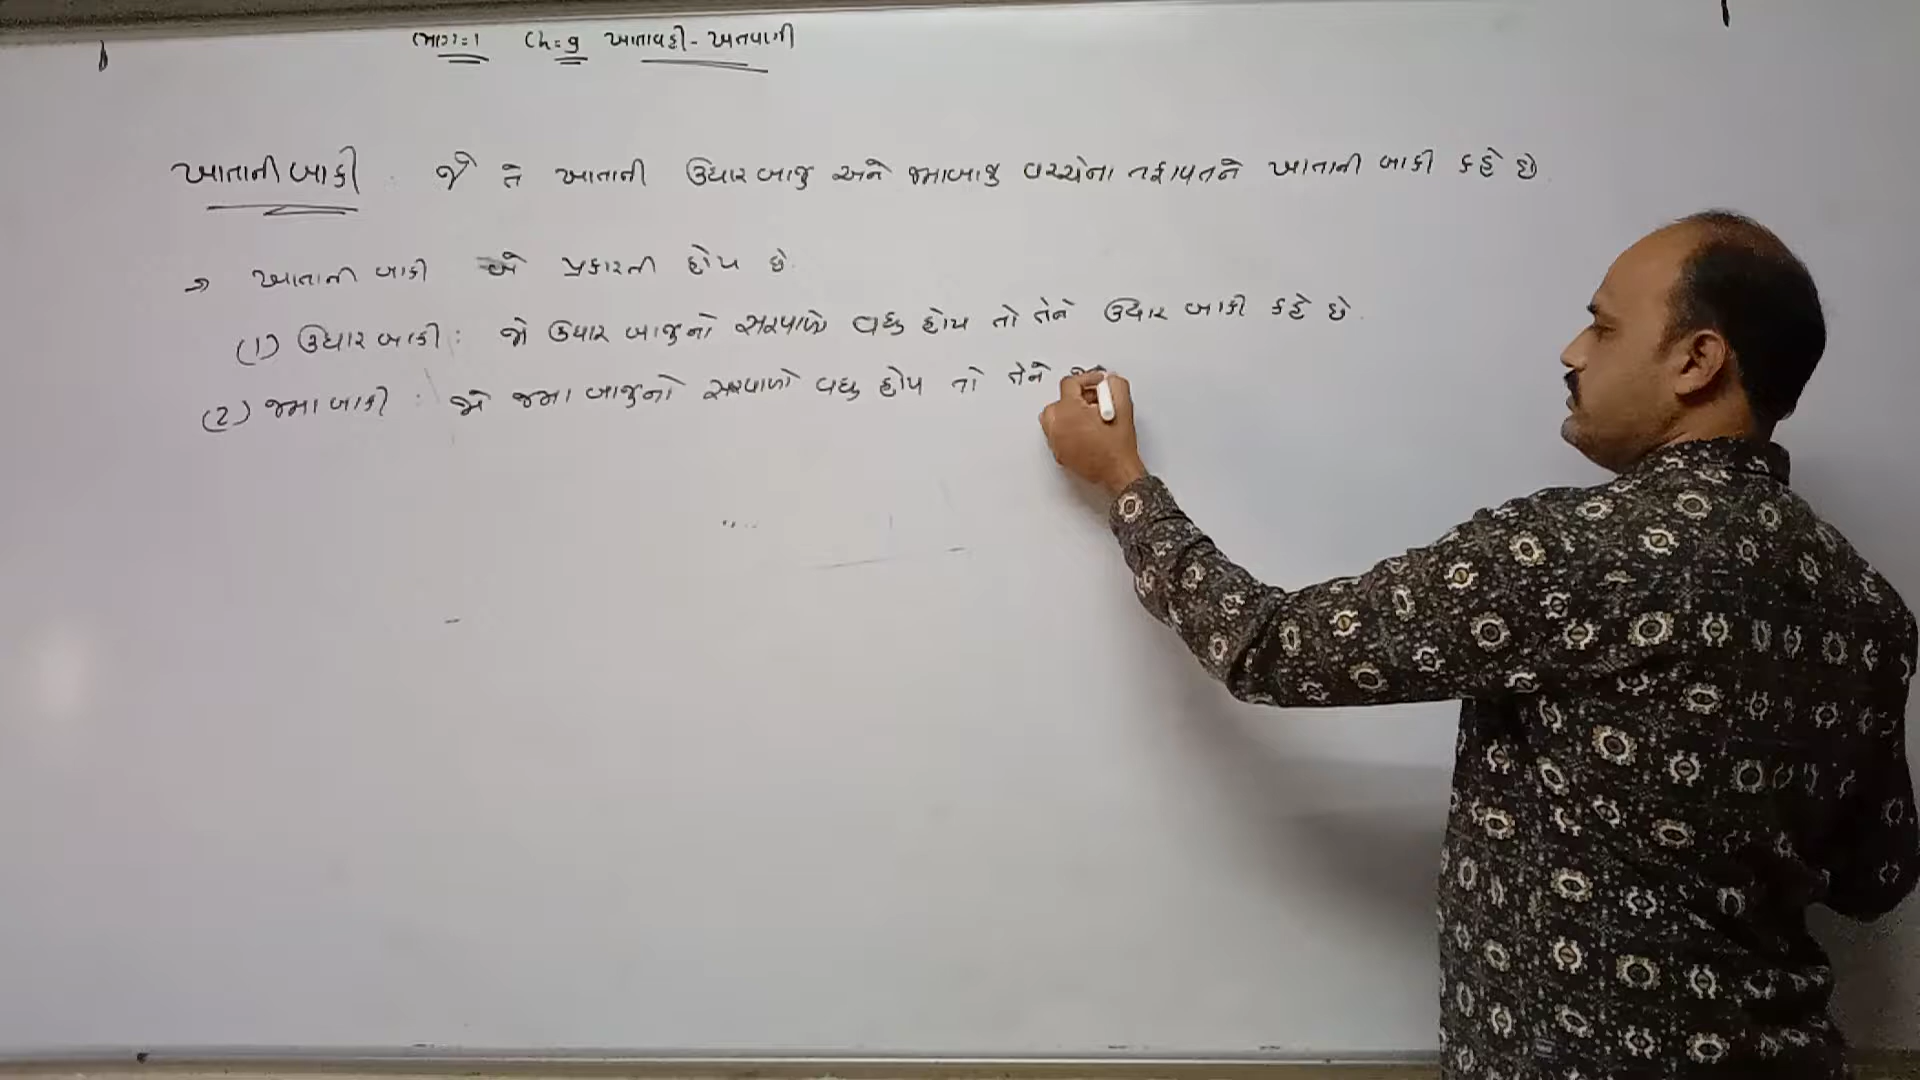 ભાગ=1 Ch=9 ખાતાવહી-ખતવણી
ખાતાની બાકી : જે તે ખાતાની ઉધાર બાજુ અને જમાબાજુ વચ્ચેના તફાવતને ખાતાની બાકી કહે છે.
→ ખાતાની બાકી બે પ્રકારની હોય છે.
(1) ઉધાર બાકી : જો ઉધાર બાજુનો સરવાળો વધુ હોય તો તેને ઉધાર બાકી કહે છે.
(2) જમા બાકી : જો જમા બાજુનો સરવાળો વધુ હોય તો તેને